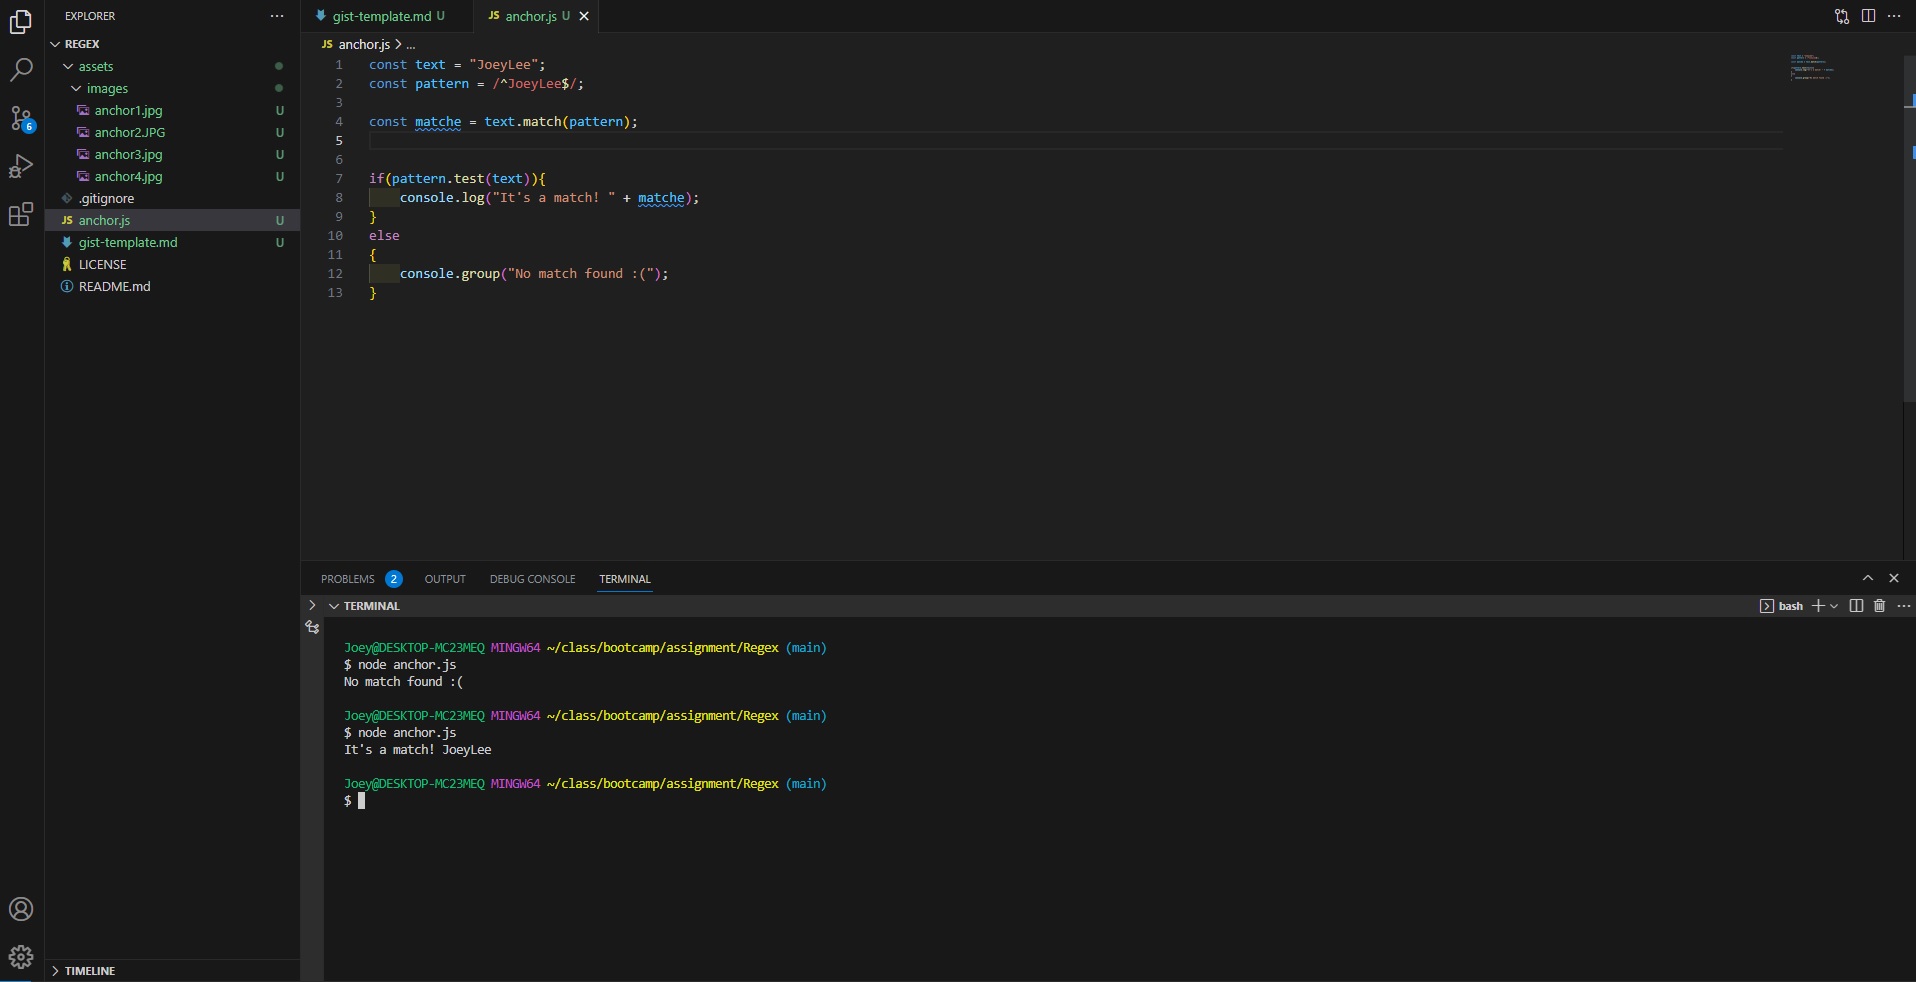 EXPLORER
REGEX
assets
images
anchor1.jpg U
anchor2.JPG U
anchor3.jpg U
anchor4.jpg U
.gitignore
JS anchor.js U
gist-template.md U
LICENSE
README.md
TIMELINE
6
gist-template.md U
JS anchor.js U
JS anchor.js > ...
1 const text = "JoeyLee";
2 const pattern = /^JoeyLee$/;
3
4 const matche = text.match(pattern);
5
6
7 if(pattern.test(text)){
8 console.log("It's a match! " + matche);
9 }
10 else
11 {
12 console.group("No match found :(");
13 }
PROBLEMS 2 OUTPUT DEBUG CONSOLE TERMINAL
TERMINAL bash
Joey@DESKTOP-MC23MEQ MINGW64 ~/class/bootcamp/assignment/Regex (main)
$ node anchor.js
No match found :(
Joey@DESKTOP-MC23MEQ MINGW64 ~/class/bootcamp/assignment/Regex (main)
$ node anchor.js
It's a match! JoeyLee
Joey@DESKTOP-MC23MEQ MINGW64 ~/class/bootcamp/assignment/Regex (main)
$